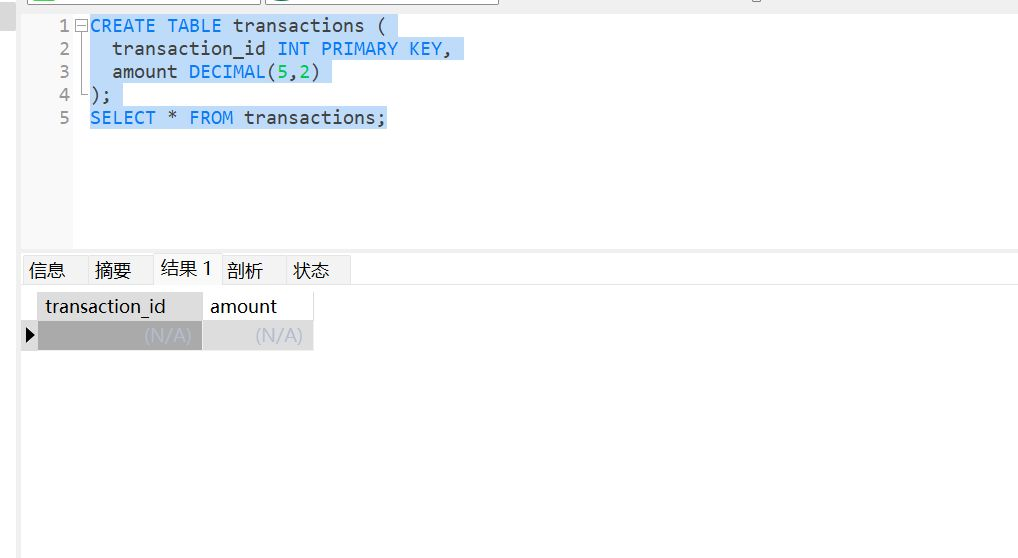 1 CREATE TABLE transactions (
2 transaction_id INT PRIMARY KEY,
3 amount DECIMAL(5,2)
4 );
5 SELECT * FROM transactions;
信息 摘要 结果 1 剖析 状态
transaction_id amount
(N/A) (N/A)